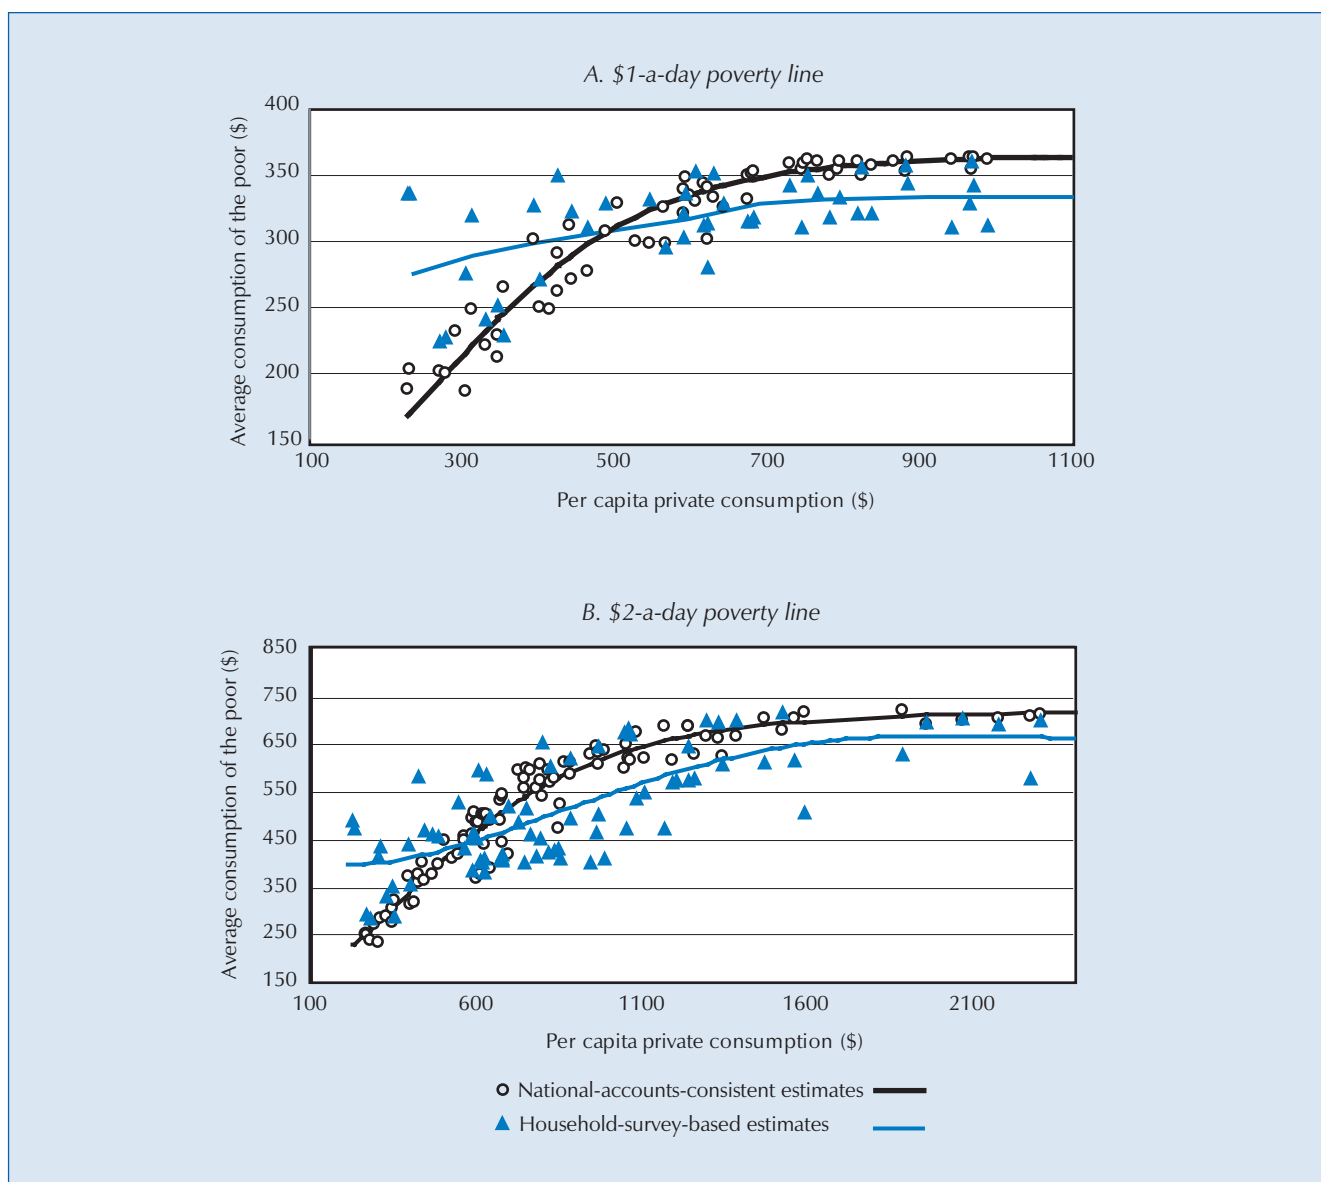 A. $1-a-day poverty line
Average consumption of the poor ($)
400
350
300
250
200
150
100 300 500 700 900 1100
Per capita private consumption ($)
B. $2-a-day poverty line
Average consumption of the poor ($)
850
750
650
550
450
350
250
150
100 600 1100 1600 2100
Per capita private consumption ($)
National-accounts-consistent estimates
Household-survey-based estimates